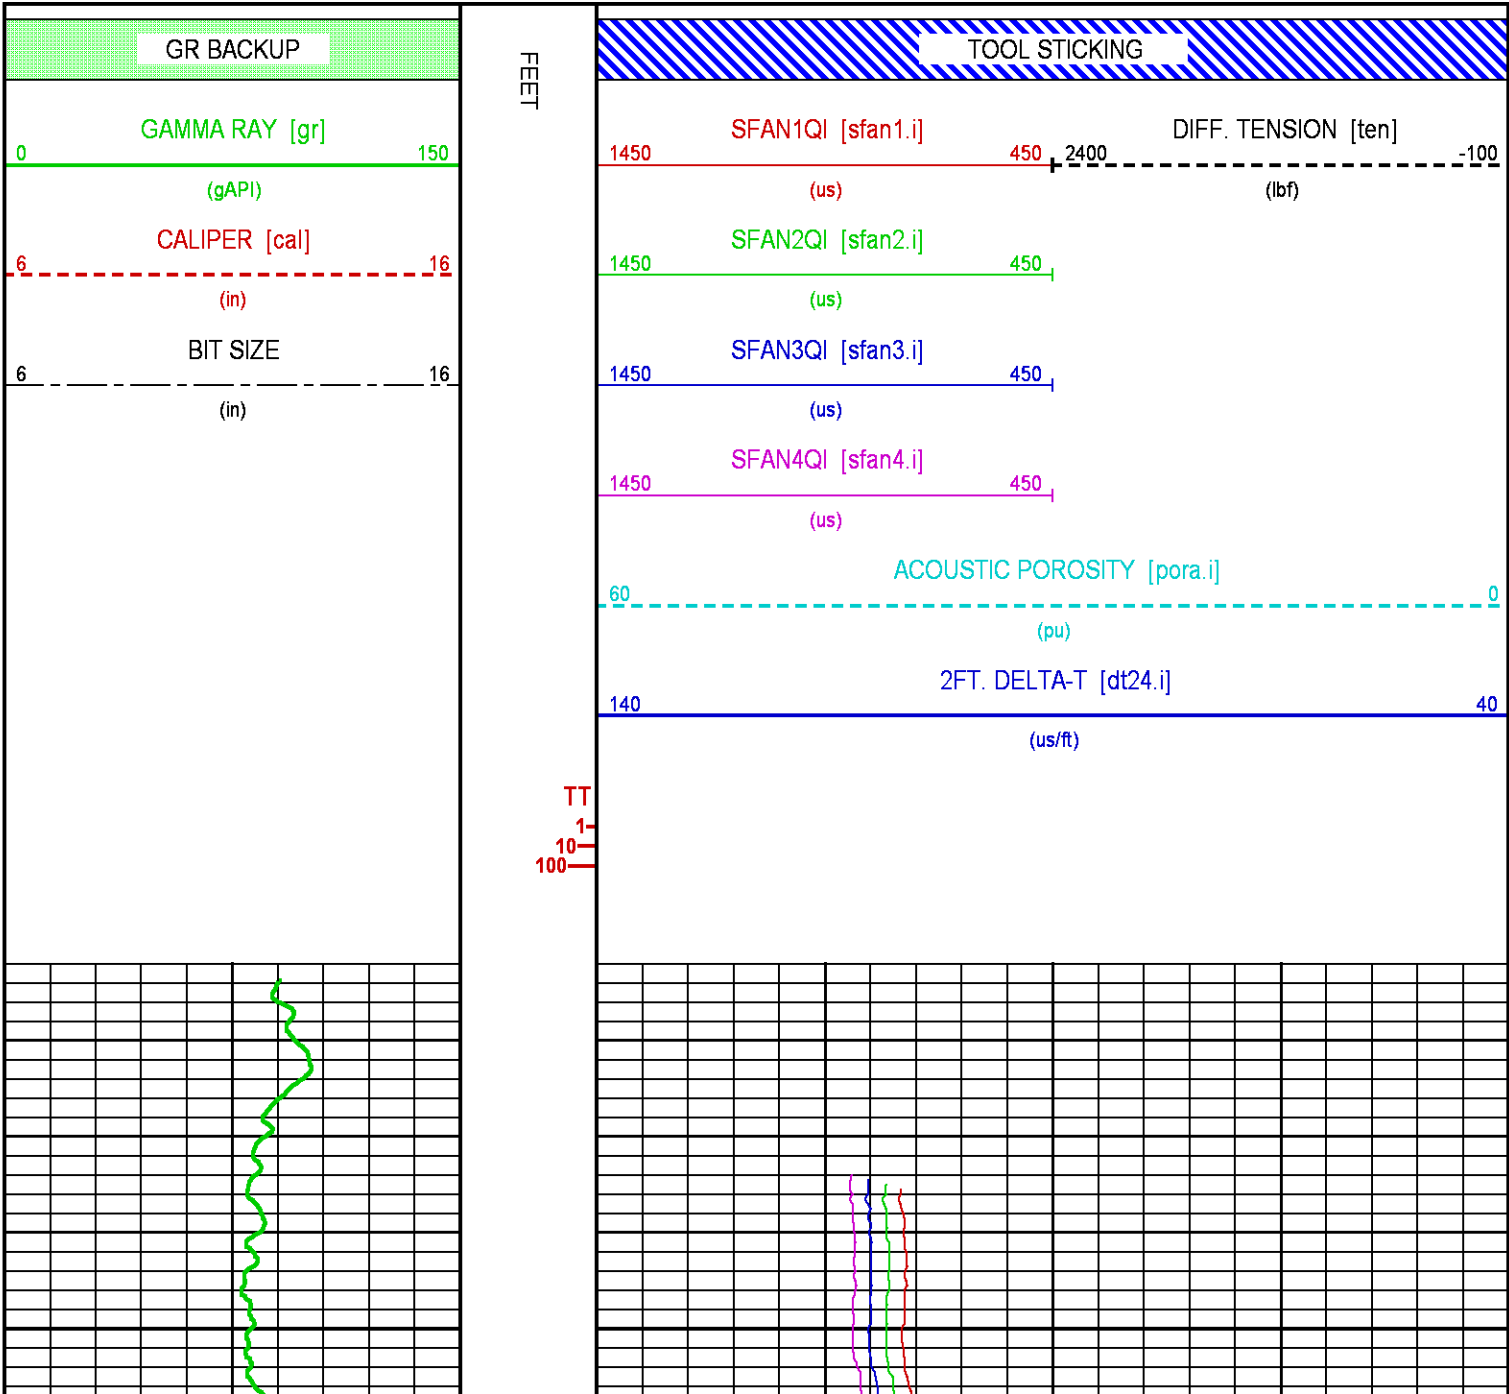 GR BACKUP
FEET
TOOL STICKING
GAMMA RAY [gr]
0 150
(gAPI)
CALIPER [cal]
6 16
(in)
BIT SIZE
6 16
(in)
SFAN1QI [sfan1.i]
1450 450
(us)
DIFF. TENSION [ten]
2400 -100
(lbf)
SFAN2QI [sfan2.i]
1450 450
(us)
SFAN3QI [sfan3.i]
1450 450
(us)
SFAN4QI [sfan4.i]
1450 450
(us)
ACOUSTIC POROSITY [pora.i]
60 0
(pu)
2FT. DELTA-T [dt24.i]
140 40
(us/ft)
TT
1
10
100